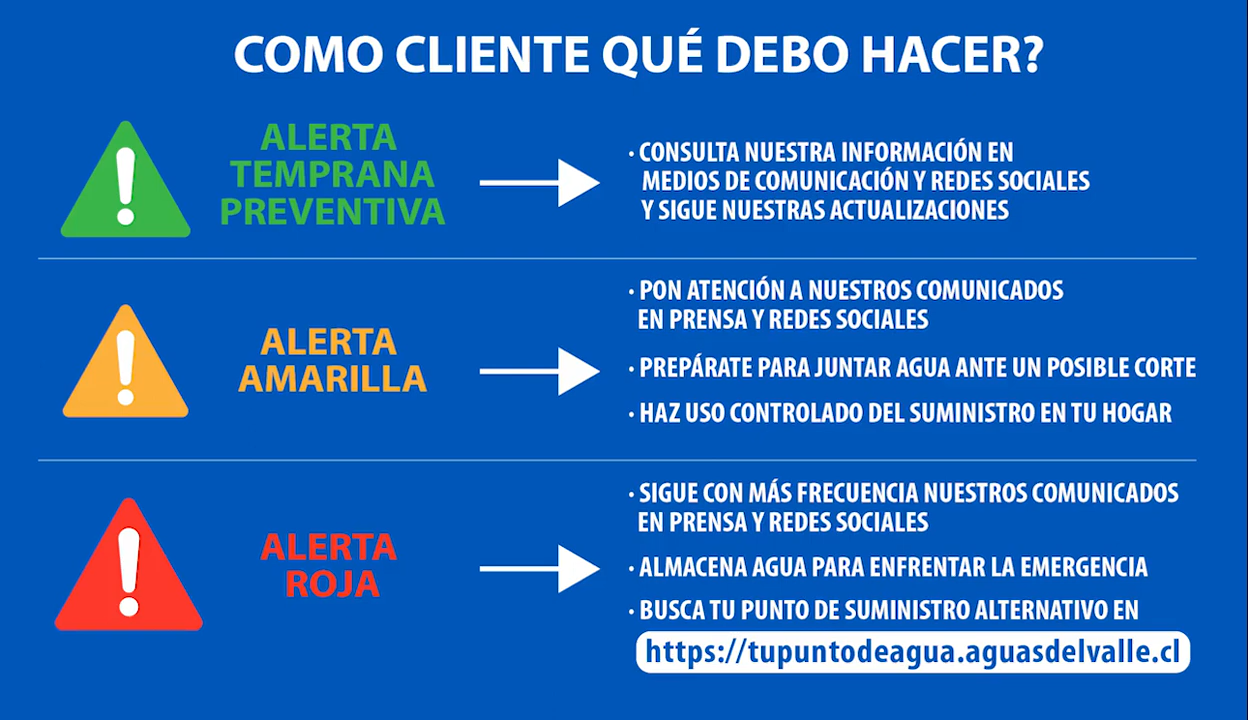 COMO CLIENTE QUÉ DEBO HACER?
ALERTA
TEMPRANA
PREVENTIVA
· CONSULTA NUESTRA INFORMACIÓN EN
MEDIOS DE COMUNICACIÓN Y REDES SOCIALES
Y SIGUE NUESTRAS ACTUALIZACIONES
ALERTA
AMARILLA
· PON ATENCIÓN A NUESTROS COMUNICADOS
EN PRENSA Y REDES SOCIALES
· PREPÁRATE PARA JUNTAR AGUA ANTE UN POSIBLE CORTE
· HAZ USO CONTROLADO DEL SUMINISTRO EN TU HOGAR
ALERTA
ROJA
· SIGUE CON MÁS FRECUENCIA NUESTROS COMUNICADOS
EN PRENSA Y REDES SOCIALES
· ALMACENA AGUA PARA ENFRENTAR LA EMERGENCIA
· BUSCA TU PUNTO DE SUMINISTRO ALTERNATIVO EN
https://tupuntodeagua.aguasdelvalle.cl